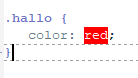 .hallo {
color: red;
}